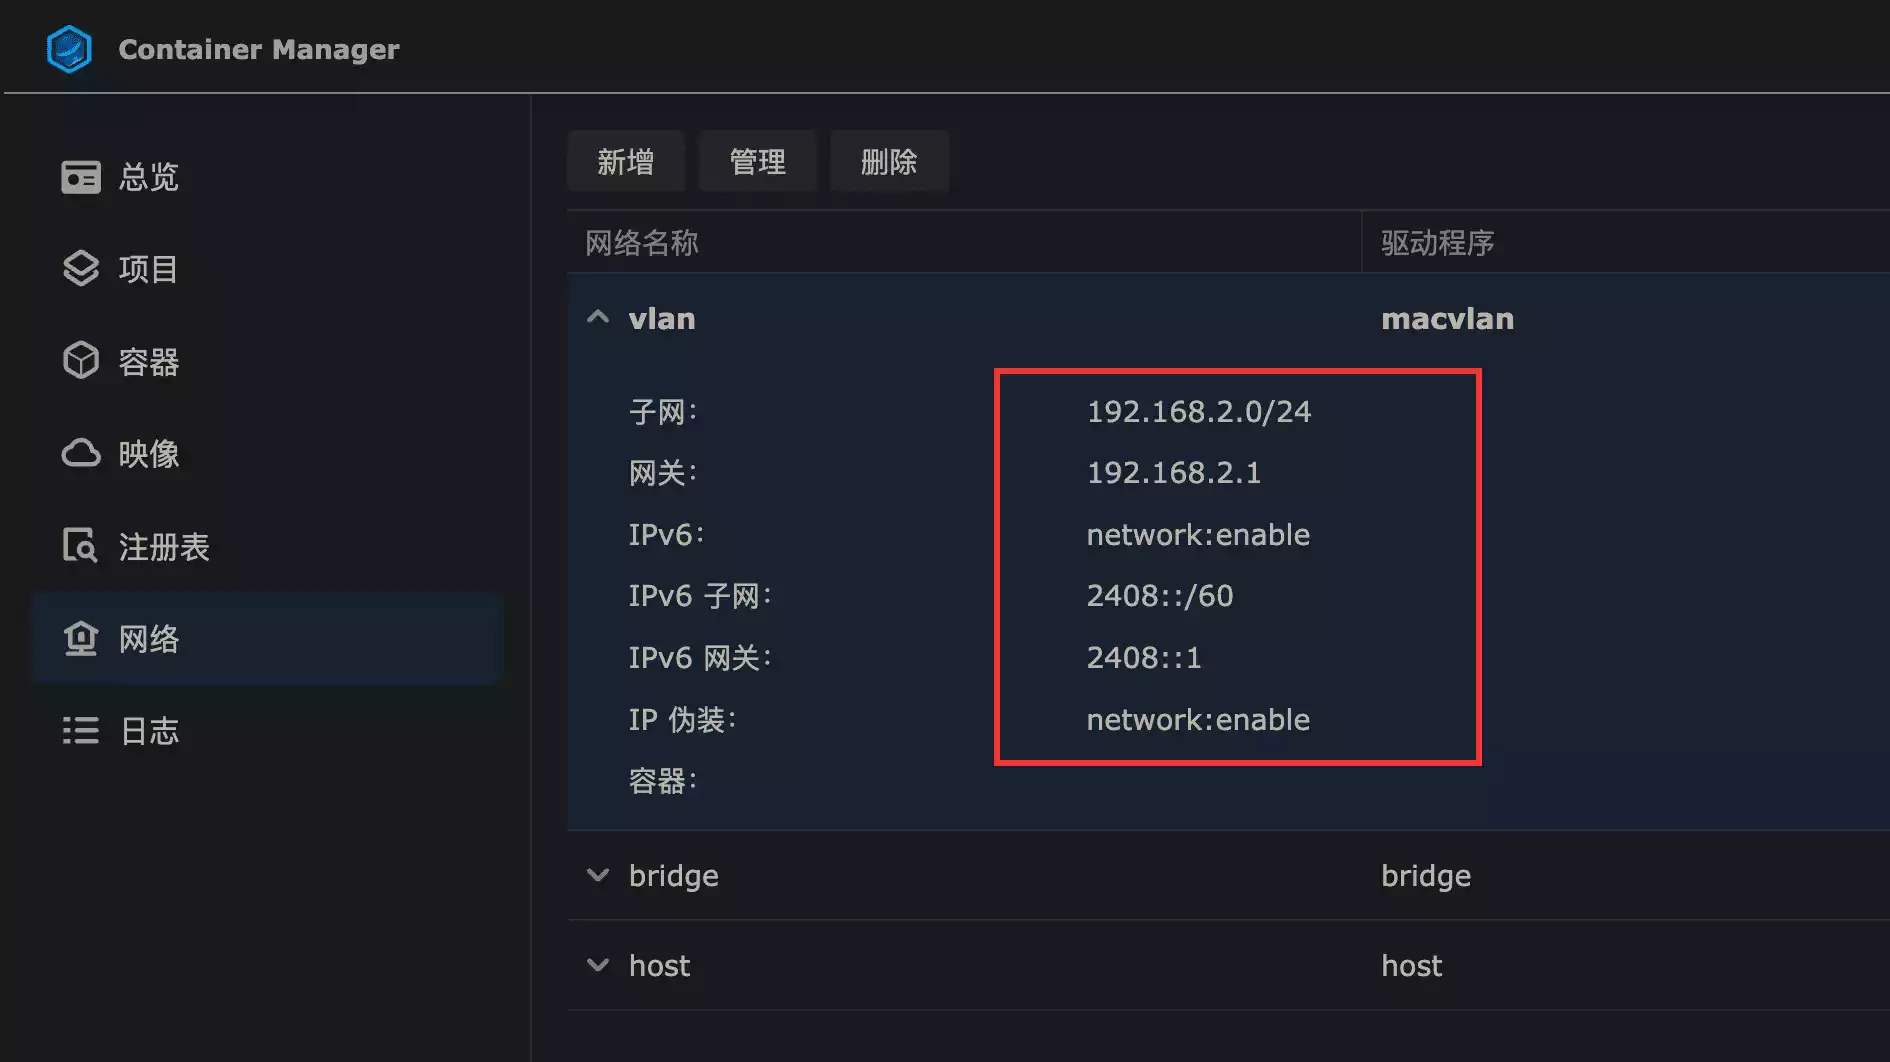 Container Manager
总览
项目
容器
映像
注册表
网络
日志
新增 管理 删除
网络名称 驱动程序
vlan macvlan
子网: 192.168.2.0/24
网关: 192.168.2.1
IPv6: network:enable
IPv6 子网: 2408::/60
IPv6 网关: 2408::1
IP 伪装: network:enable
容器:
bridge bridge
host host